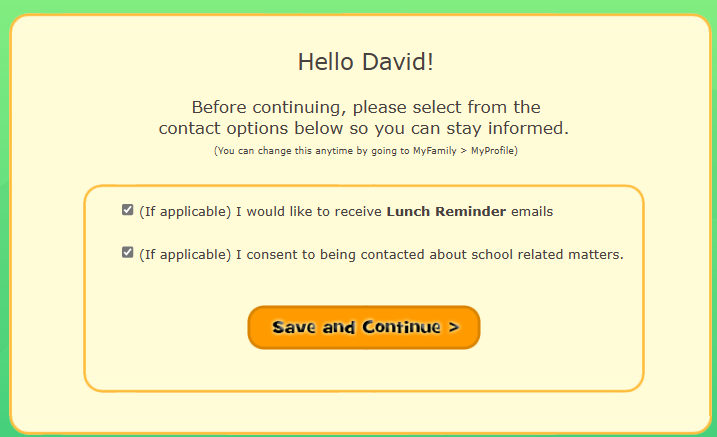 Hello David!
Before continuing, please select from the
contact options below so you can stay informed.
(You can change this anytime by going to MyFamily > MyProfile)
(If applicable) I would like to receive Lunch Reminder emails
(If applicable) I consent to being contacted about school related matters.
Save and Continue >